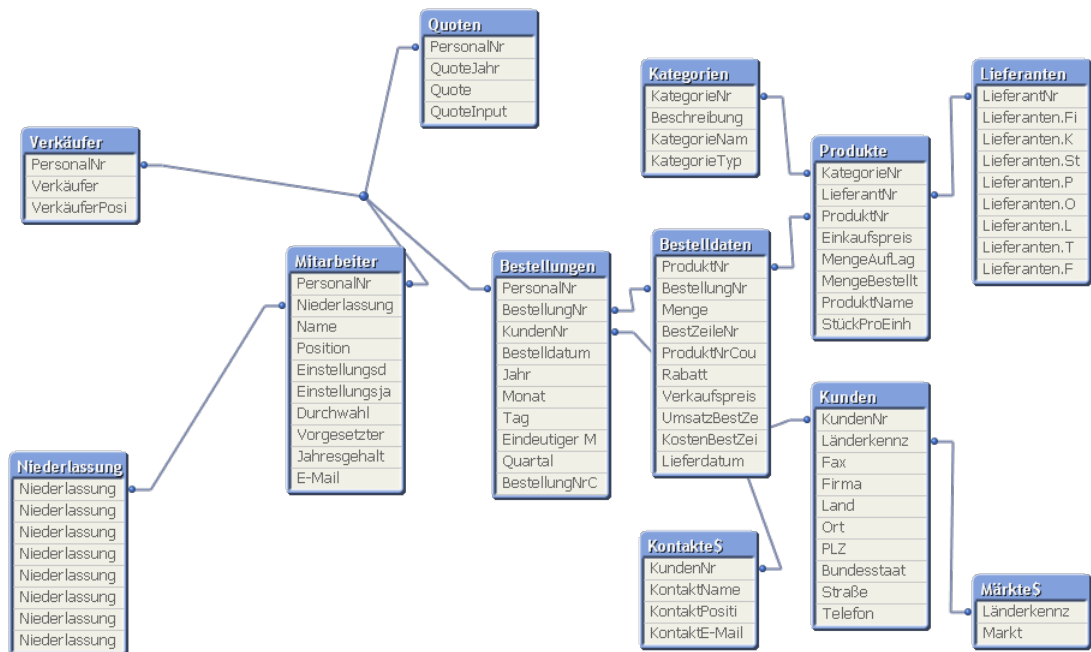 Quoten
PersonalNr
QuoteJahr
Quote
QuoteInput
Kategorien
KategorieNr
Beschreibung
KategorieNam
KategorieTyp
Lieferanten
LieferantNr
Lieferanten.Fi
Lieferanten.K
Lieferanten.St
Lieferanten.P
Lieferanten.O
Lieferanten.L
Lieferanten.T
Lieferanten.F
Verkäufer
PersonalNr
Verkäufer
VerkäuferPosi
Produkte
KategorieNr
LieferantNr
ProduktNr
Einkaufspreis
MengeAufLag
MengeBestellt
ProduktName
StückProEinh
Mitarbeiter
PersonalNr
Niederlassung
Name
Position
Einstellungsd
Einstellungsja
Durchwahl
Vorgesetzter
Jahresgehalt
E-Mail
Bestellungen
PersonalNr
BestellungNr
KundenNr
Bestelldatum
Jahr
Monat
Tag
Eindeutiger M
Quartal
BestellungNrC
Bestelldaten
ProduktNr
BestellungNr
Menge
BestZeileNr
ProduktNrCou
Rabatt
Verkaufspreis
UmsatzBestZe
KostenBestZei
Lieferdatum
Kunden
KundenNr
Länderkennz
Fax
Firma
Land
Ort
PLZ
Bundesstaat
Straße
Telefon
Niederlassung
Niederlassung
Niederlassung
Niederlassung
Niederlassung
Niederlassung
Niederlassung
Niederlassung
Niederlassung
Kontakte$
KundenNr
KontaktName
KontaktPositi
KontaktE-Mail
Märkte$
Länderkennz
Markt